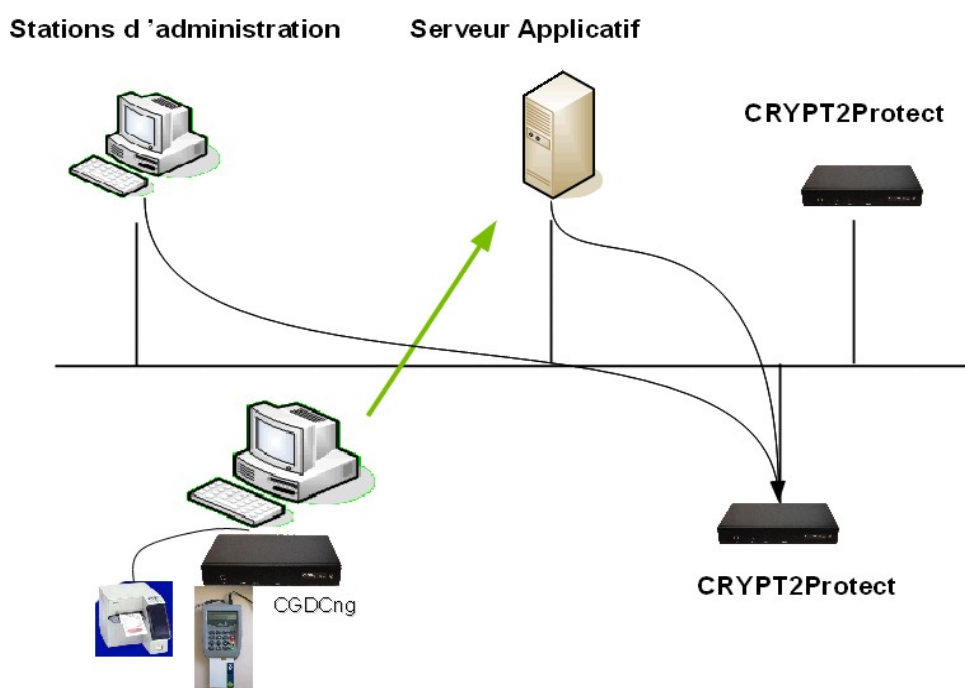 Stations d ’administration
Serveur Applicatif
CRYPT2Protect
CGDCng
CRYPT2Protect